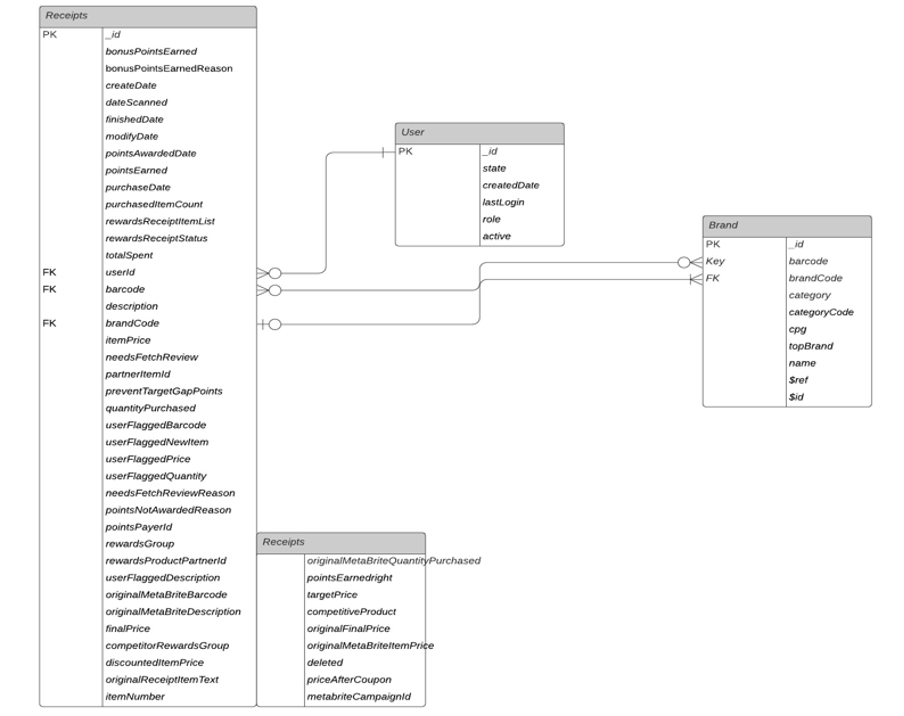 Receipts
PK _id
bonusPointsEarned
bonusPointsEarnedReason
createDate
dateScanned
finishedDate
modifyDate
pointsAwardedDate
pointsEarned
purchaseDate
purchasedItemCount
rewardsReceiptItemList
rewardsReceiptStatus
totalSpent
FK userId
FK barcode
description
FK brandCode
itemPrice
needsFetchReview
partnerItemId
preventTargetGapPoints
quantityPurchased
userFlaggedBarcode
userFlaggedNewItem
userFlaggedPrice
userFlaggedQuantity
needsFetchReviewReason
pointsNotAwardedReason
pointsPayerId
rewardsGroup
rewardsProductPartnerId
userFlaggedDescription
originalMetaBriteBarcode
originalMetaBriteDescription
finalPrice
competitorRewardsGroup
discountedItemPrice
originalReceiptItemText
itemNumber
Receipts
originalMetaBriteQuantityPurchased
pointsEarnedright
targetPrice
competitiveProduct
originalFinalPrice
originalMetaBriteItemPrice
deleted
priceAfterCoupon
metabriteCampaignId
User
PK _id
state
createdDate
lastLogin
role
active
Brand
PK _id
Key barcode
FK brandCode
category
categoryCode
cpg
topBrand
name
$ref
$id